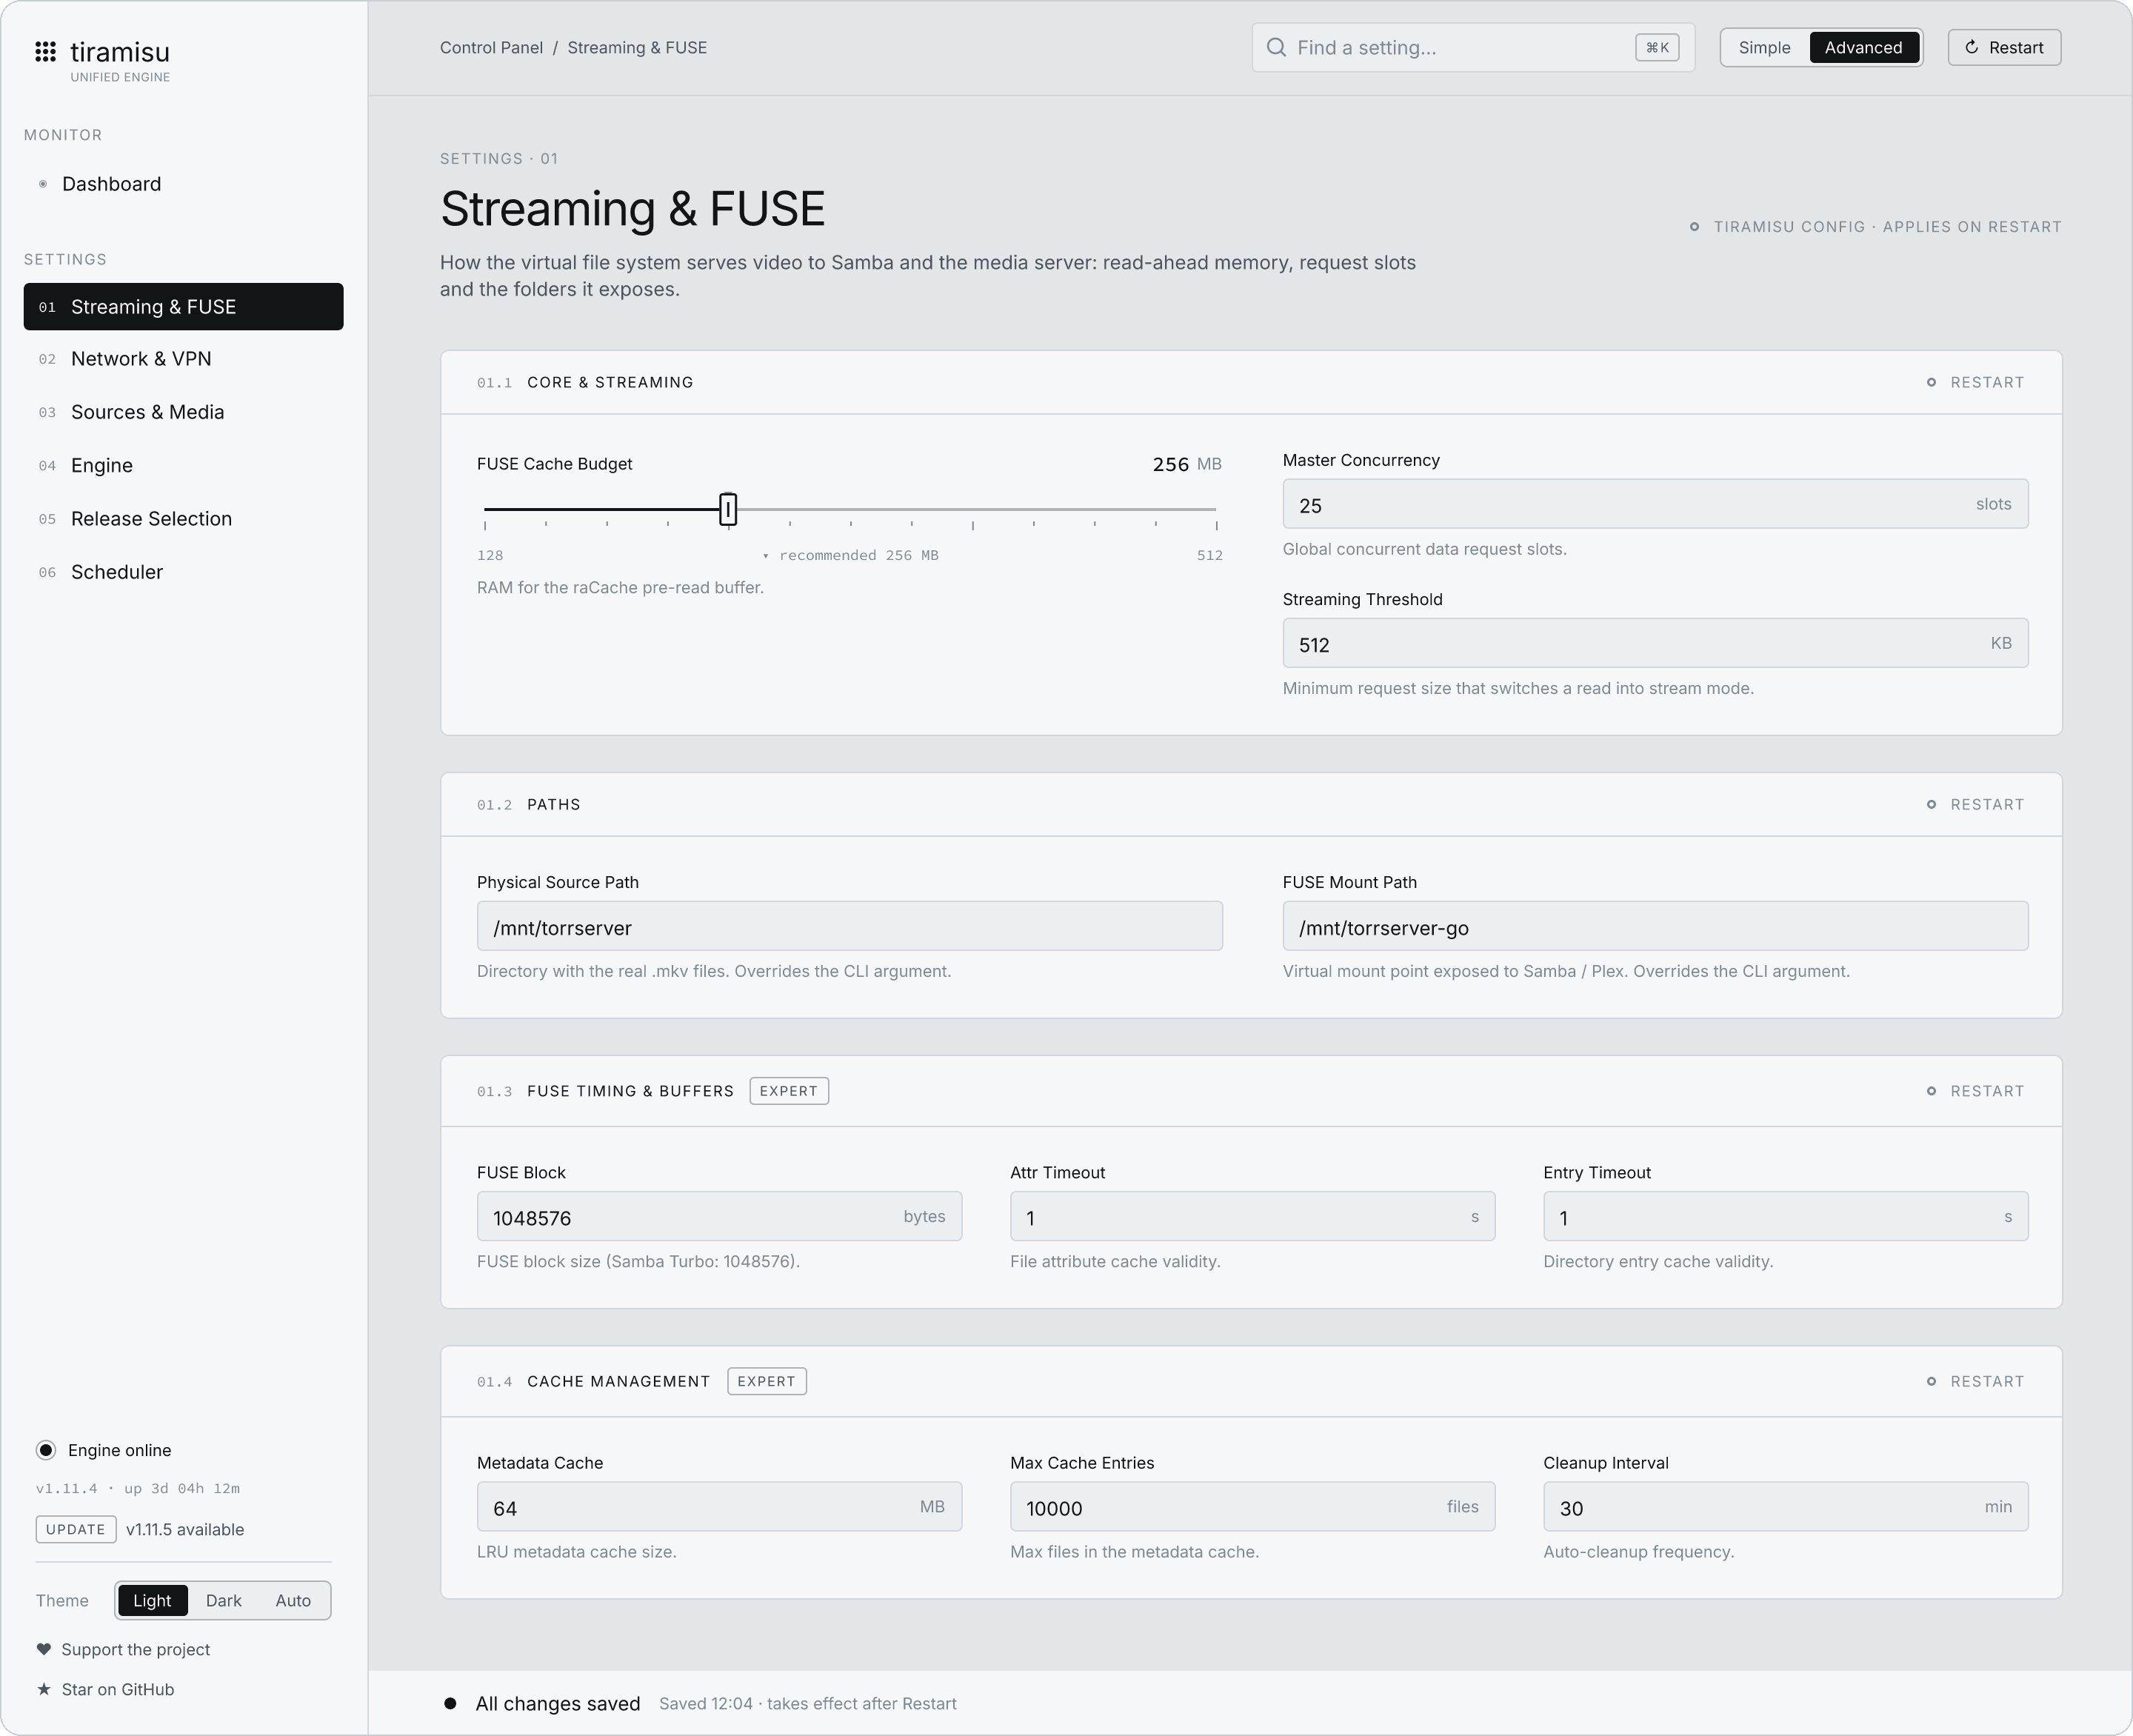 tiramisu
UNIFIED ENGINE
MONITOR
Dashboard
SETTINGS
01 Streaming & FUSE
02 Network & VPN
03 Sources & Media
04 Engine
05 Release Selection
06 Scheduler
Engine online
v1.11.4 · up 3d 04h 12m
UPDATE v1.11.5 available
Theme Light Dark Auto
Support the project
Star on GitHub
Control Panel / Streaming & FUSE
Find a setting... ⌘K
Simple Advanced
Restart
SETTINGS · 01
Streaming & FUSE
TIRAMISU CONFIG · APPLIES ON RESTART
How the virtual file system serves video to Samba and the media server: read-ahead memory, request slots
and the folders it exposes.
01.1 CORE & STREAMING RESTART
FUSE Cache Budget 256 MB
128 ▾ recommended 256 MB 512
RAM for the raCache pre-read buffer.
Master Concurrency
25 slots
Global concurrent data request slots.
Streaming Threshold
512 KB
Minimum request size that switches a read into stream mode.
01.2 PATHS RESTART
Physical Source Path
/mnt/torrserver
Directory with the real .mkv files. Overrides the CLI argument.
FUSE Mount Path
/mnt/torrserver-go
Virtual mount point exposed to Samba / Plex. Overrides the CLI argument.
01.3 FUSE TIMING & BUFFERS EXPERT RESTART
FUSE Block
1048576 bytes
FUSE block size (Samba Turbo: 1048576).
Attr Timeout
1 s
File attribute cache validity.
Entry Timeout
1 s
Directory entry cache validity.
01.4 CACHE MANAGEMENT EXPERT RESTART
Metadata Cache
64 MB
LRU metadata cache size.
Max Cache Entries
10000 files
Max files in the metadata cache.
Cleanup Interval
30 min
Auto-cleanup frequency.
All changes saved Saved 12:04 · takes effect after Restart